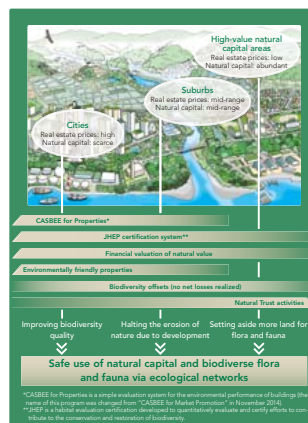 High-value natural
capital areas
Real estate prices: low
Natural capital: abundant
Suburbs
Real estate prices: mid-range
Natural capital: mid-range
Cities
Real estate prices: high
Natural capital: scarce
CASBEE for Properties*
JHEP certification system**
Financial valuation of natural value
Environmentally friendly properties
Biodiversity offsets (no net losses realized)
Natural Trust activities
Improving biodiversity
quality
Halting the erosion of
nature due to development
Setting aside more land for
flora and fauna
Safe use of natural capital and biodiverse flora
and fauna via ecological networks
*CASBEE for Properties is a simple evaluation system for the environmental performance of buildings (the
name of this program was changed from "CASBEE for Market Promotion" in November 2014).
**JHEP is a habitat evaluation certification developed to quantitatively evaluate and certify efforts to con-
tribute to the conservation and restoration of biodiversity.